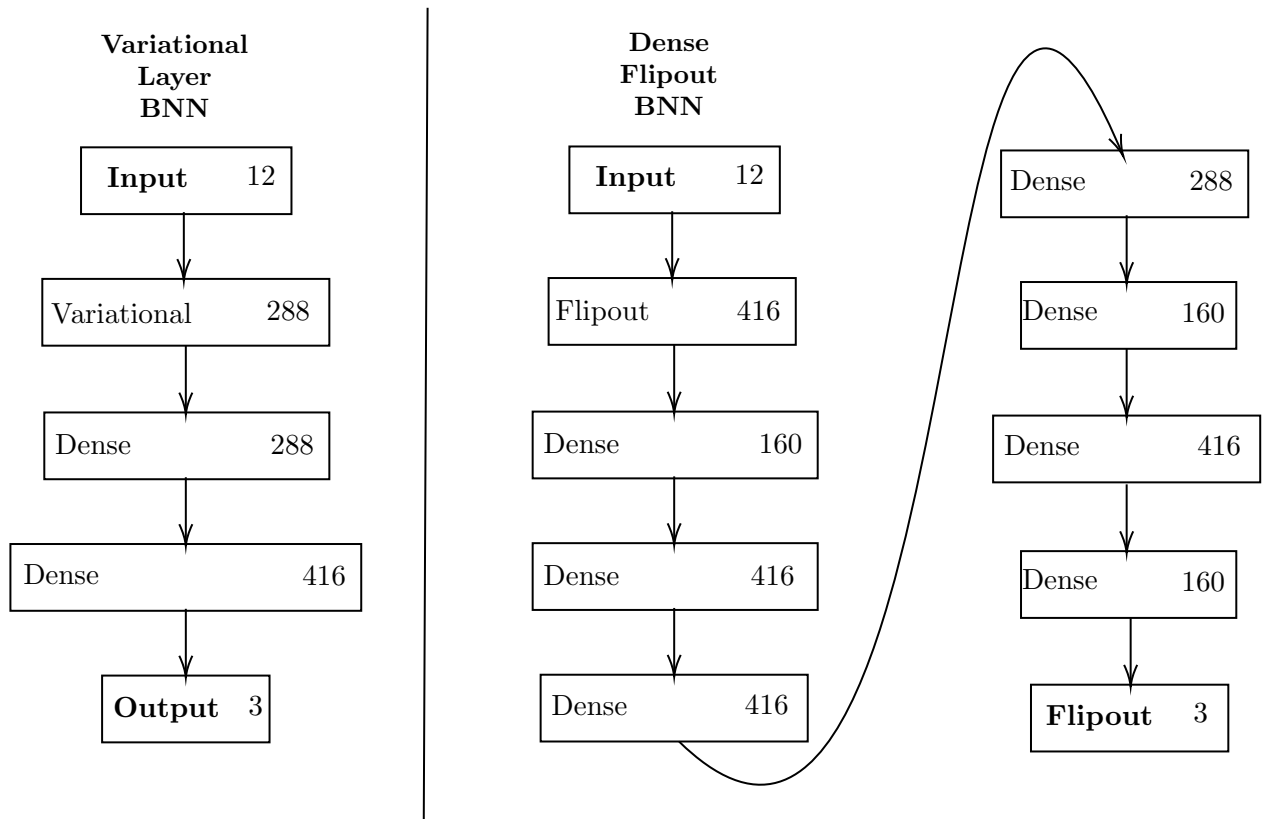 Variational
Layer
BNN
Input 12
Variational 288
Dense 288
Dense 416
Output 3
Dense
Flipout
BNN
Input 12
Flipout 416
Dense 160
Dense 416
Dense 416
Dense 288
Dense 160
Dense 416
Dense 160
Flipout 3